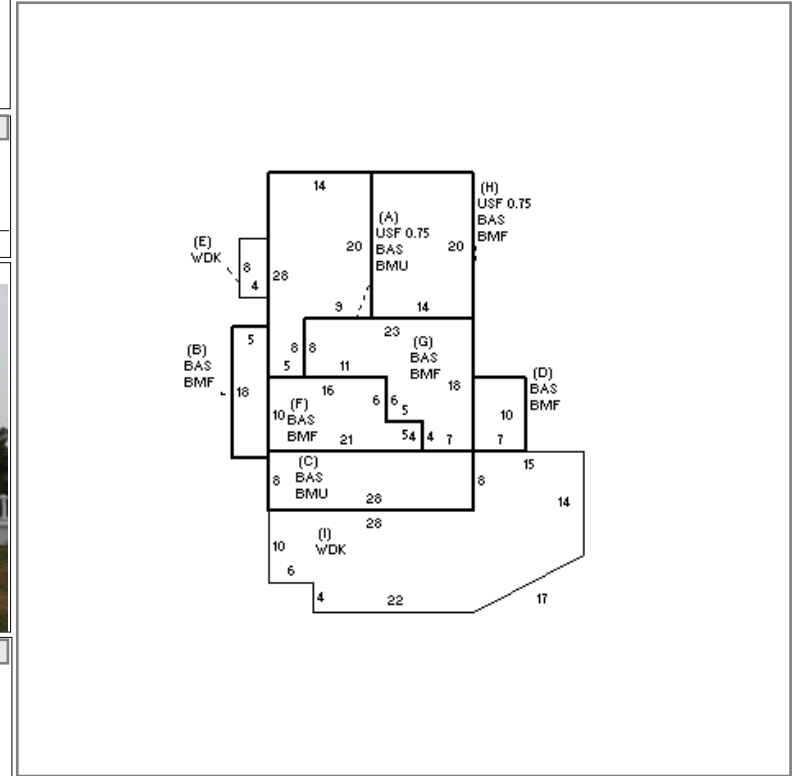 14
(H)
USF 0.75
BAS
BMF
(A)
USF 0.75
BAS
BMU
20
20
(E)
WDK
8
4
28
9
14
23
(G)
BAS
BMF
5
(B)
BAS
BMF
18
8
8
5
11
18
(D)
BAS
BMF
16
6
6
5
10
(F)
BAS
BMF
10
21
5
4
4
7
7
(C)
BAS
BMU
8
28
8
15
14
28
(I)
WDK
10
6
4
22
17